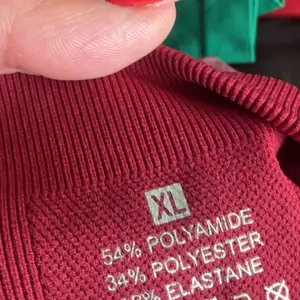 XL
54% POLYAMIDE
34% POLYESTER
ELASTANE